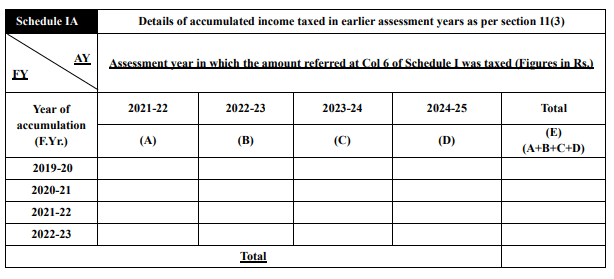 Schedule IA Details of accumulated income taxed in earlier assessment years as per section 11(3)
AY
FY
Assessment year in which the amount referred at Col 6 of Schedule I was taxed (Figures in Rs.)
Year of accumulation (F.Yr.) 2021-22 2022-23 2023-24 2024-25 Total
(A) (B) (C) (D) (E) (A+B+C+D)
2019-20
2020-21
2021-22
2022-23
Total